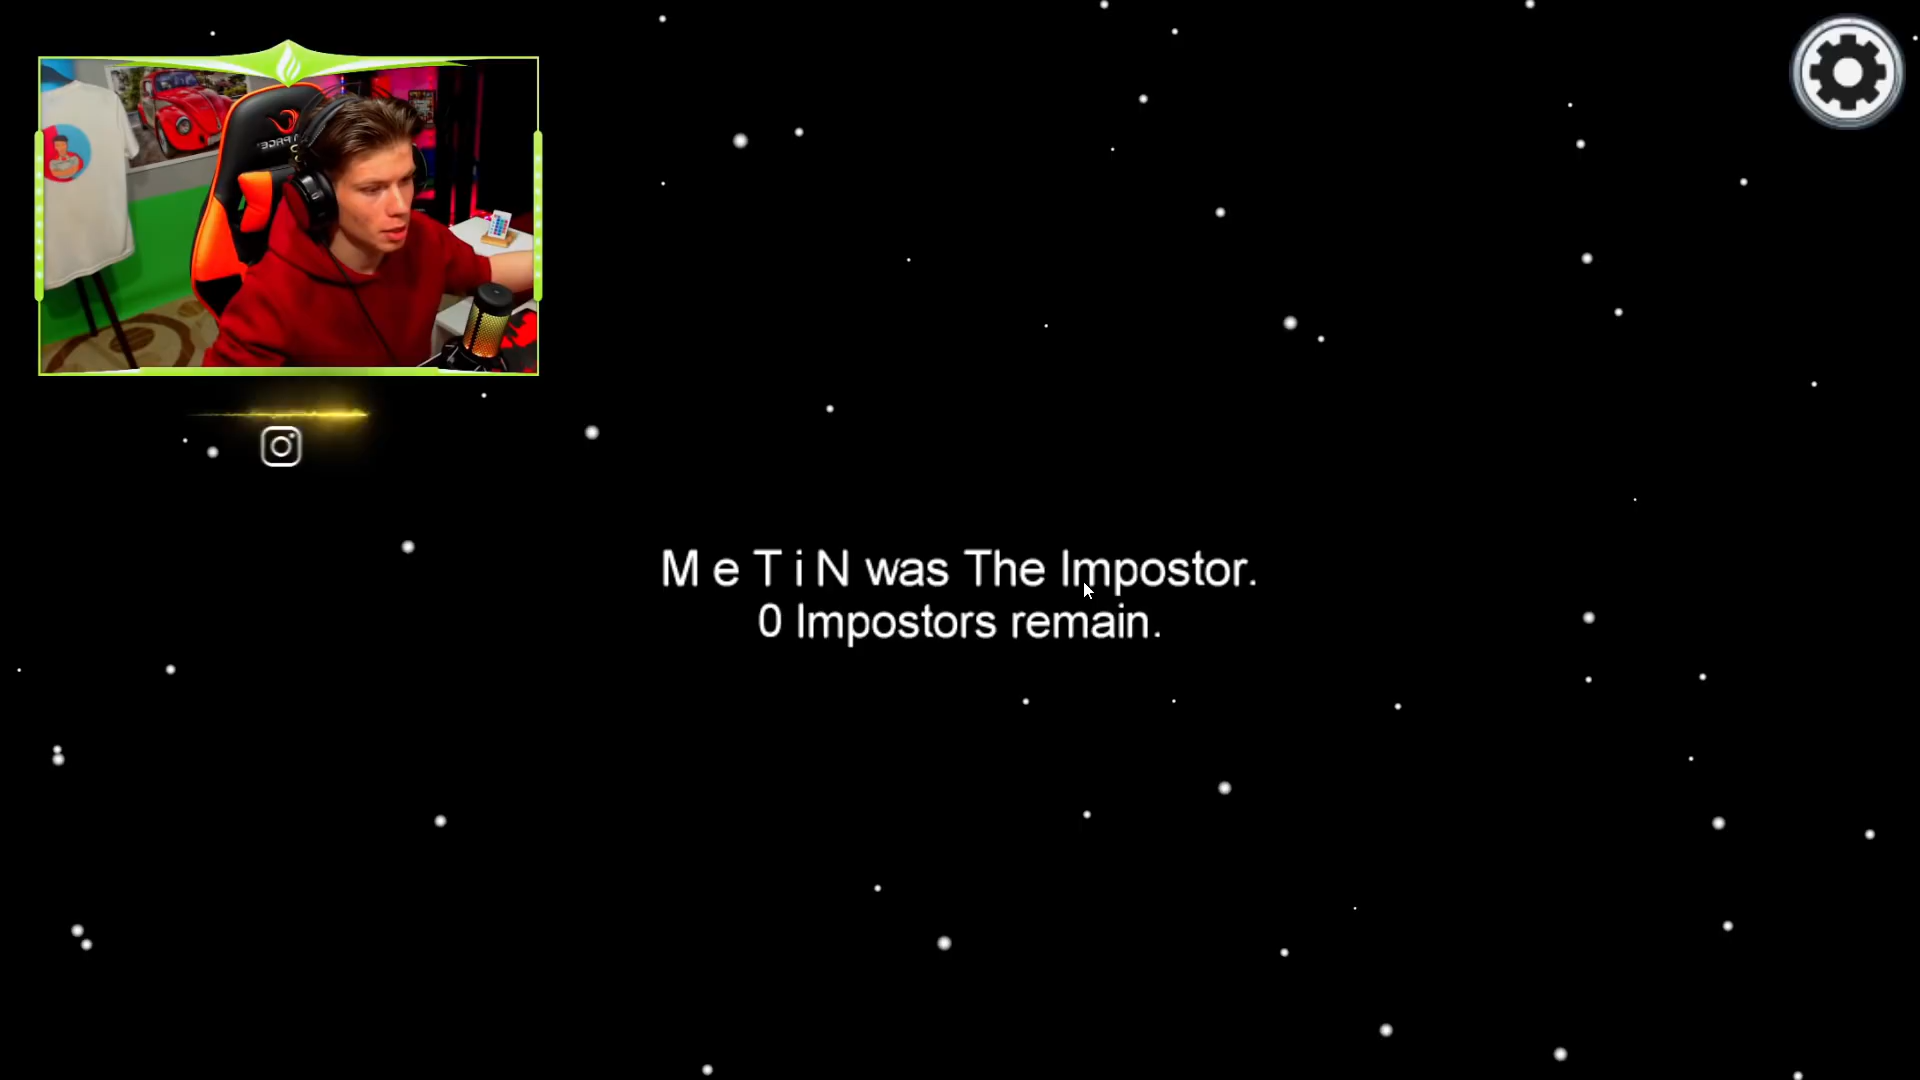 M e T i N was The Impostor.
0 Impostors remain.